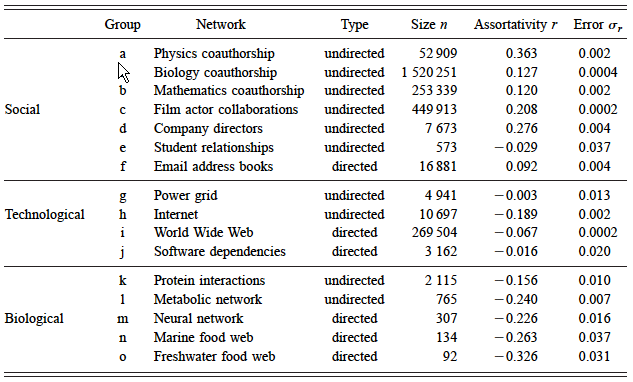 Group Network Type Size n Assortativity r Error σr
a Physics coauthorship undirected 52 909 0.363 0.002
Biology coauthorship undirected 1 520 251 0.127 0.0004
b Mathematics coauthorship undirected 253 339 0.120 0.002
Social c Film actor collaborations undirected 449 913 0.208 0.0002
d Company directors undirected 7 673 0.276 0.004
e Student relationships undirected 573 −0.029 0.037
f Email address books directed 16 881 0.092 0.004
g Power grid undirected 4 941 −0.003 0.013
Technological h Internet undirected 10 697 −0.189 0.002
i World Wide Web directed 269 504 −0.067 0.0002
j Software dependencies directed 3 162 −0.016 0.020
k Protein interactions undirected 2 115 −0.156 0.010
l Metabolic network undirected 765 −0.240 0.007
Biological m Neural network directed 307 −0.226 0.016
n Marine food web directed 134 −0.263 0.037
o Freshwater food web directed 92 −0.326 0.031